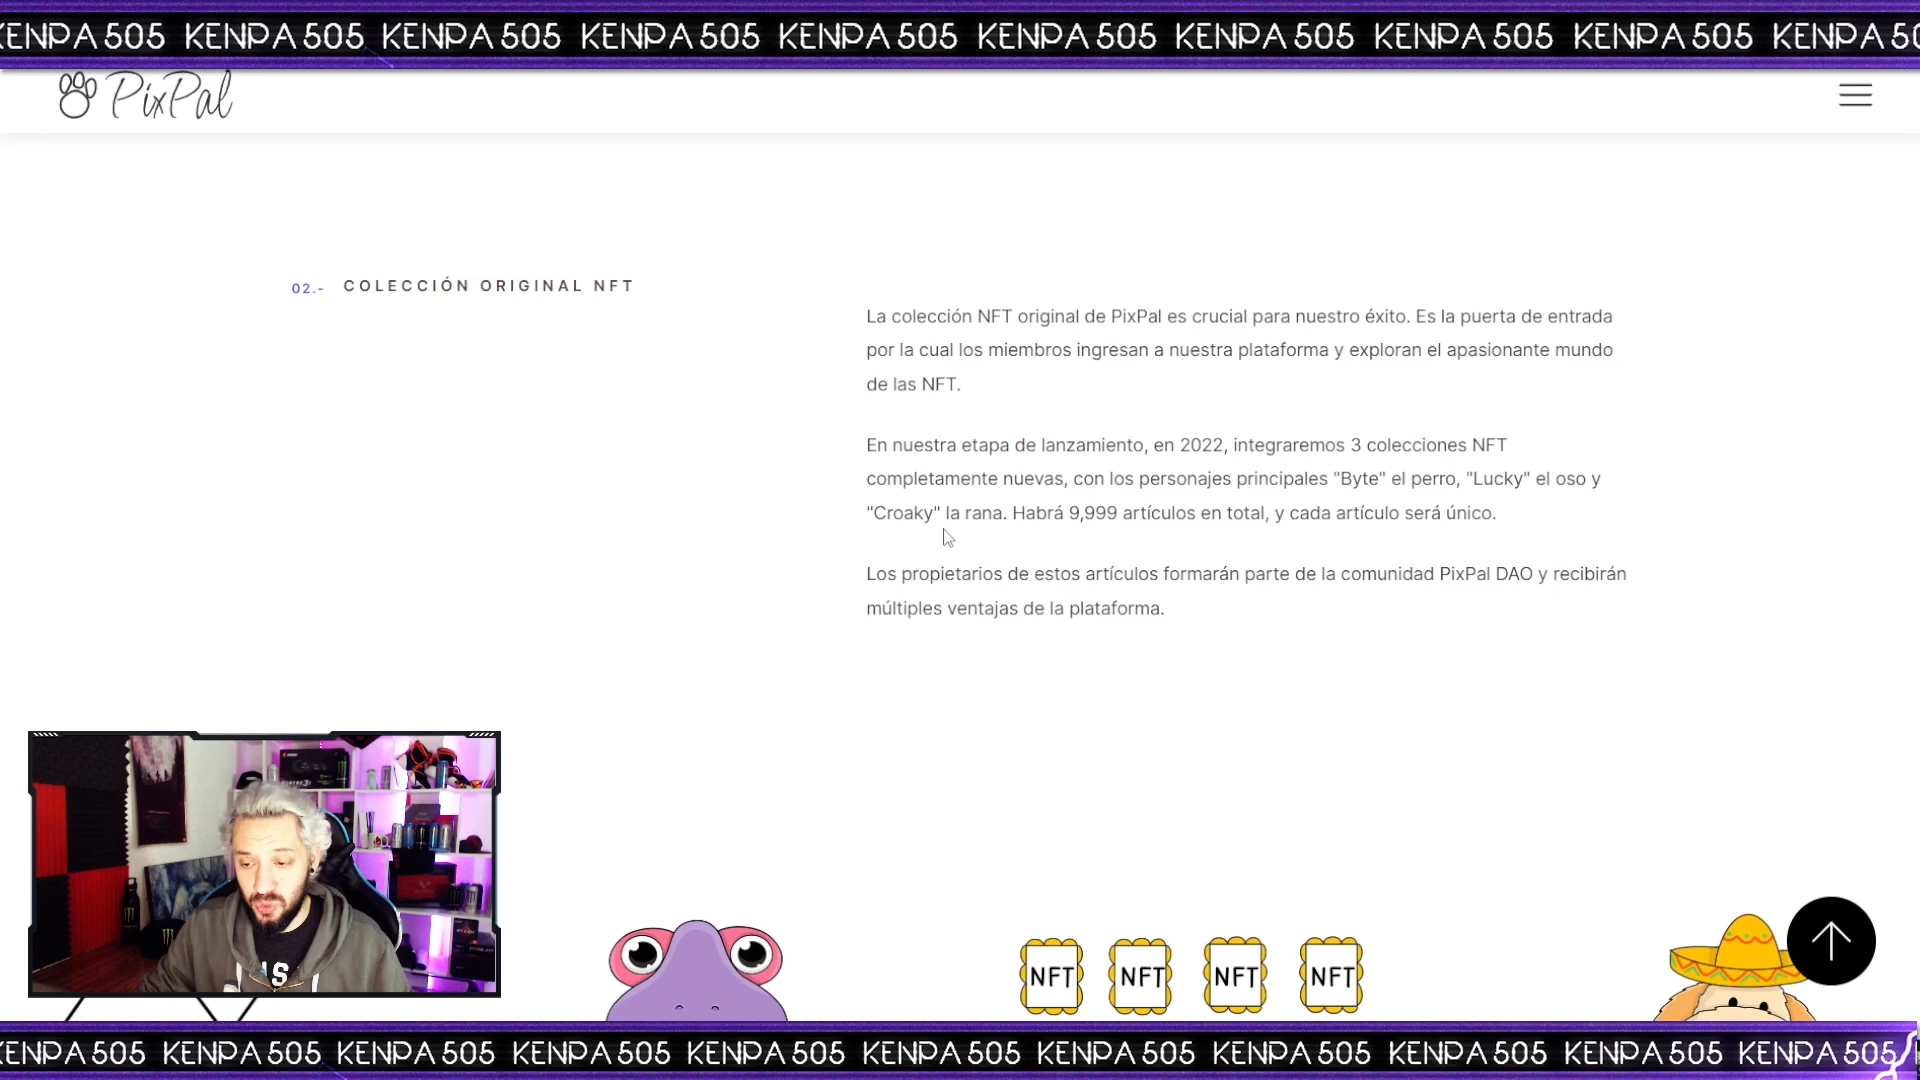 KENPA 505 KENPA 505 KENPA 505 KENPA 505 KENPA 505 KENPA 505 KENPA 505 KENPA 505 KENPA 505
PixPal
02.- COLECCIÓN ORIGINAL NFT
La colección NFT original de PixPal es crucial para nuestro éxito. Es la puerta de entrada
por la cual los miembros ingresan a nuestra plataforma y exploran el apasionante mundo
de las NFT.
En nuestra etapa de lanzamiento, en 2022, integraremos 3 colecciones NFT
completamente nuevas, con los personajes principales "Byte" el perro, "Lucky" el oso y
"Croaky" la rana. Habrá 9,999 artículos en total, y cada artículo será único.
Los propietarios de estos artículos formarán parte de la comunidad PixPal DAO y recibirán
múltiples ventajas de la plataforma.
NFT NFT NFT NFT
KENPA 505 KENPA 505 KENPA 505 KENPA 505 KENPA 505 KENPA 505 KENPA 505 KENPA 505 KENPA 505 KENPA 505 KENPA 505